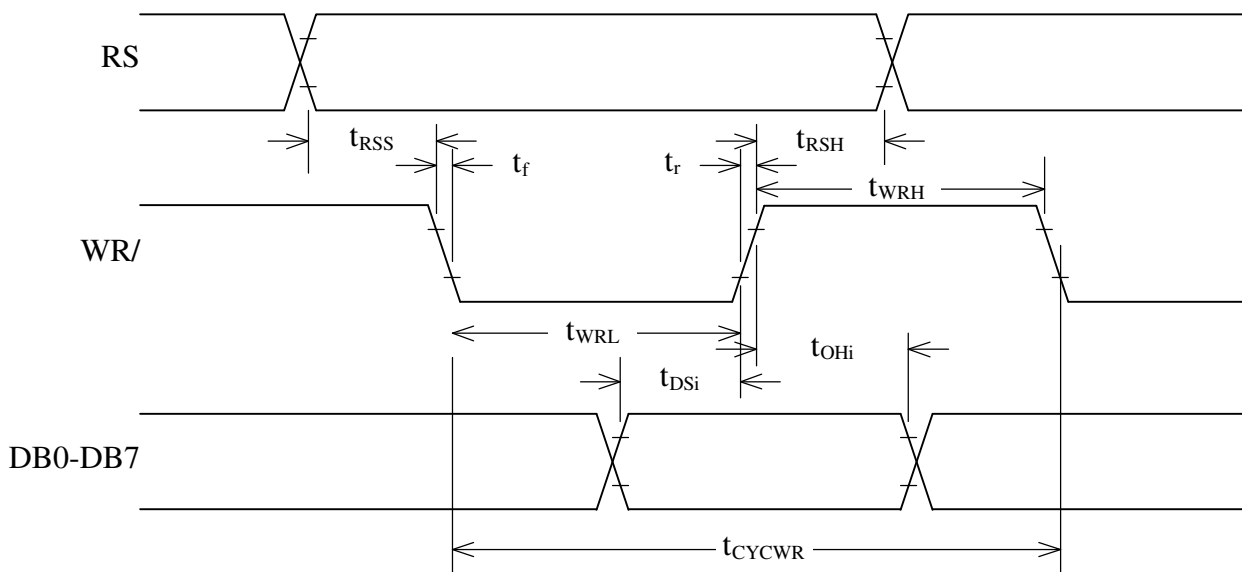 RS
tRSS
tRSH
tf
tr
tWRH
WR/
tWRL
tOHi
tDSi
DB0-DB7
tCYCWR